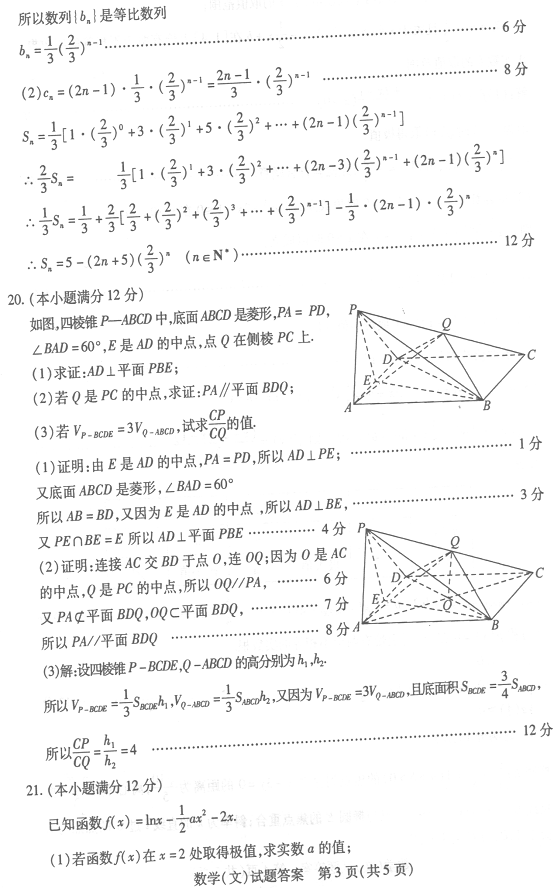 所以数列{bₙ}是等比数列
bₙ=1/3(2/3)ⁿ⁻¹ …… 6分
(2)cₙ=(2n-1)·1/3·(2/3)ⁿ⁻¹=(2n-1)/3·(2/3)ⁿ⁻¹ …… 8分
Sₙ=1/3[1·(2/3)⁰+3·(2/3)¹+5·(2/3)²+…+(2n-1)(2/3)ⁿ⁻¹]
∴2/3Sₙ= 1/3[1·(2/3)¹+3·(2/3)²+…+(2n-3)(2/3)ⁿ⁻¹+(2n-1)(2/3)ⁿ]
∴1/3Sₙ=1/3+2/3[2/3+(2/3)²+(2/3)³+…+(2/3)ⁿ⁻¹]-1/3·(2n-1)·(2/3)ⁿ
∴Sₙ=5-(2n+5)(2/3)ⁿ (n∈N*) …… 12分
20.(本小题满分12分)
如图,四棱锥P—ABCD中,底面ABCD是菱形,PA=PD,
∠BAD=60°,E是AD的中点,点Q在侧棱PC上.
(1)求证:AD⊥平面PBE;
(2)若Q是PC的中点,求证:PA∥平面BDQ;
(3)若V_{P-BCDE}=3V_{Q-ABCD},试求CP/CQ的值.
P
Q
D
C
E
A
B
(1)证明:由E是AD的中点,PA=PD,所以AD⊥PE; …… 1分
又底面ABCD是菱形,∠BAD=60°
所以AB=BD,又因为E是AD的中点,所以AD⊥BE, …… 3分
又PE∩BE=E 所以AD⊥平面PBE …… 4分
(2)证明:连接AC交BD于点O,连OQ;因为O是AC
的中点,Q是PC的中点,所以OQ//PA, …… 6分
又PA⊄平面BDQ,OQ⊂平面BDQ, …… 7分
所以PA//平面BDQ …… 8分
P
Q
D
C
E
O
A
B
(3)解:设四棱锥P-BCDE,Q-ABCD的高分别为h₁,h₂.
所以V_{P-BCDE}=1/3S_{BCDE}h₁,V_{Q-ABCD}=1/3S_{ABCD}h₂,又因为V_{P-BCDE}=3V_{Q-ABCD},且底面积S_{BCDE}=3/4S_{ABCD},
所以CP/CQ=h₁/h₂=4 …… 12分
21.(本小题满分12分)
已知函数f(x)=lnx-1/2ax²-2x.
(1)若函数f(x)在x=2处取得极值,求实数a的值;
数学(文)试题答案 第3页(共5页)